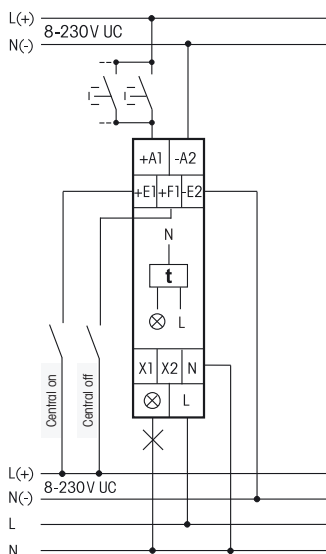 L(+)
8-230V UC
N(-)
+A1 -A2
+E1 +F1 -E2
N
t
L
X1 X2 N
L
Central on
Central off
L(+)
8-230V UC
N(-)
L
N